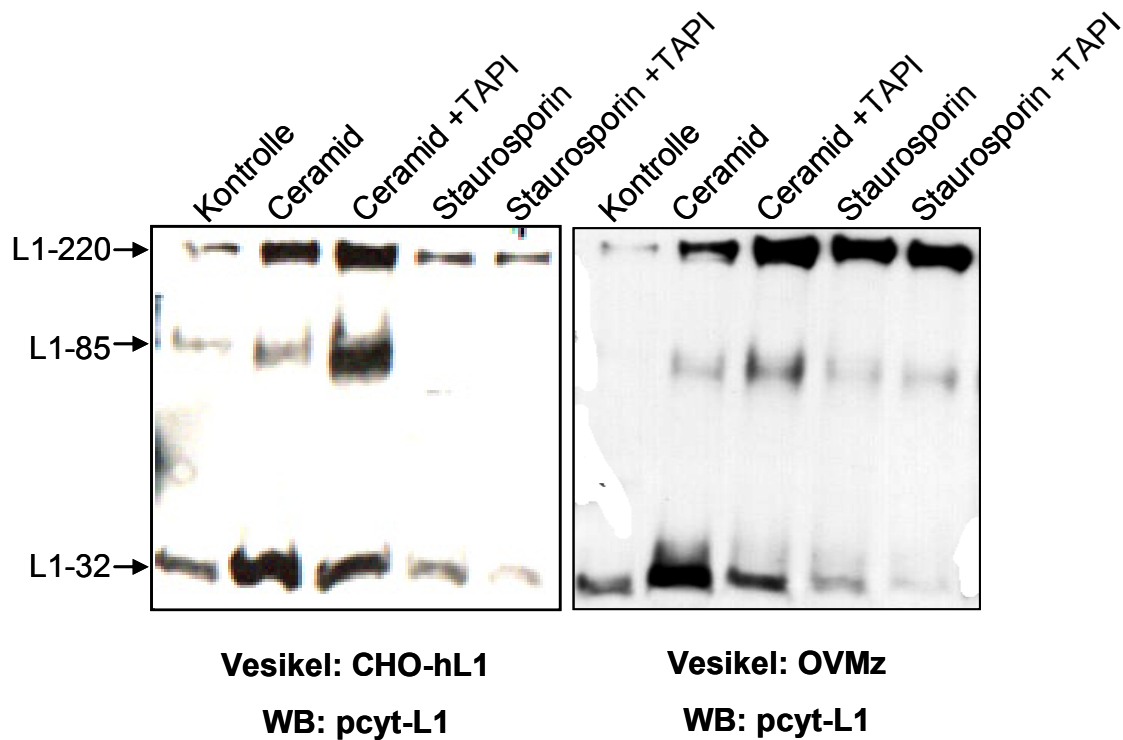 Kontrolle
Ceramid
Ceramid +TAPI
Staurosporin
Staurosporin +TAPI
Kontrolle
Ceramid
Ceramid +TAPI
Staurosporin
Staurosporin +TAPI
L1-220
L1-85
L1-32
Vesikel: CHO-hL1
WB: pcyt-L1
Vesikel: OVMz
WB: pcyt-L1